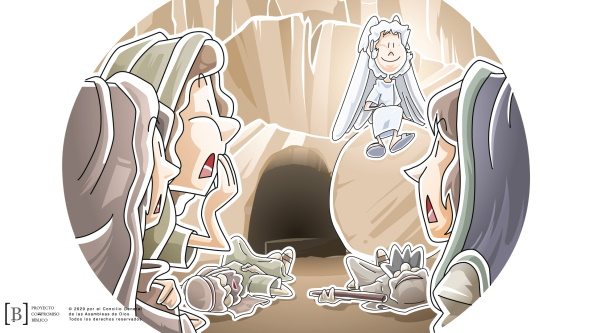 [B]
PROYECTO
COMPROMISO
BÍBLICO
© 2020 por el Concilio General
de las Asambleas de Dios
Todos los derechos reservados